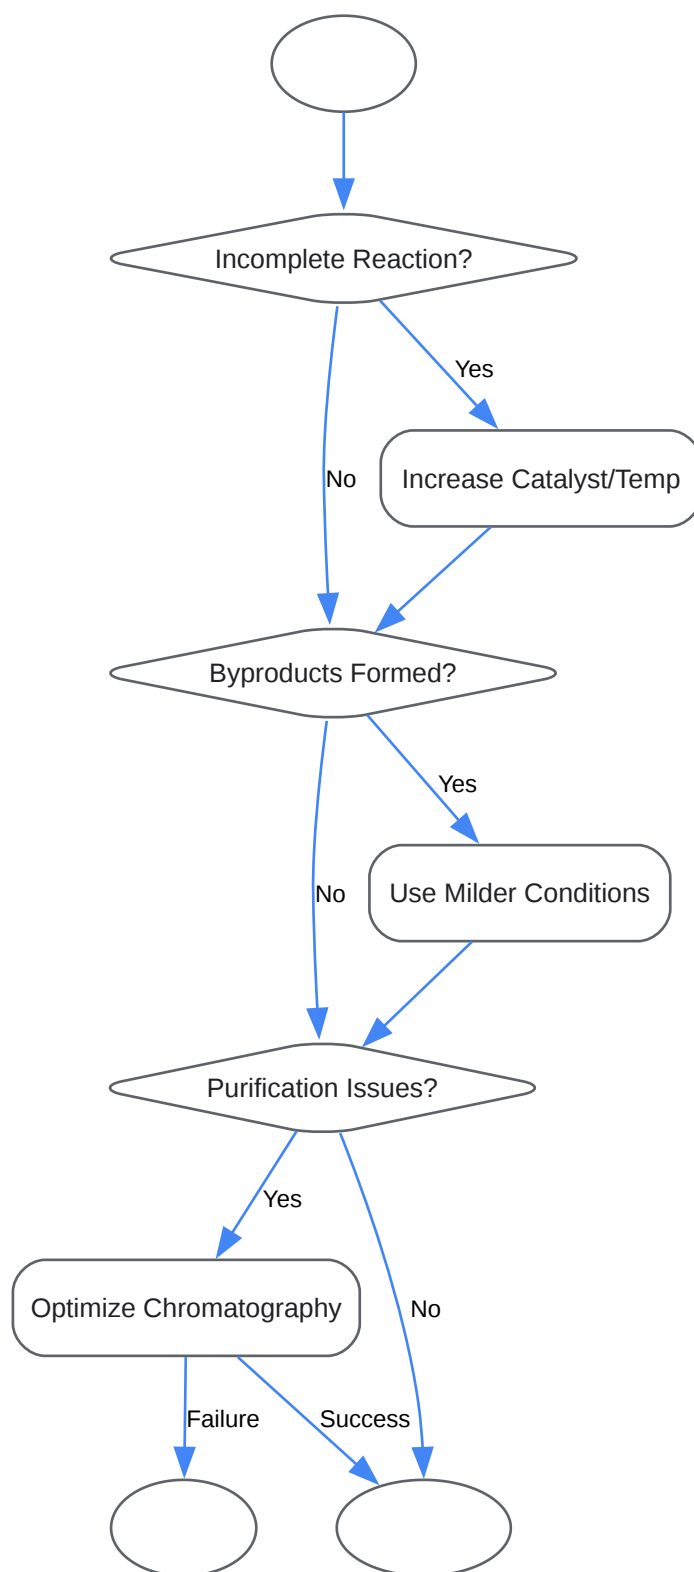 Incomplete Reaction?
Yes
No
Increase Catalyst/Temp
Byproducts Formed?
Yes
No
Use Milder Conditions
Purification Issues?
Yes
Optimize Chromatography
No
Failure
Success